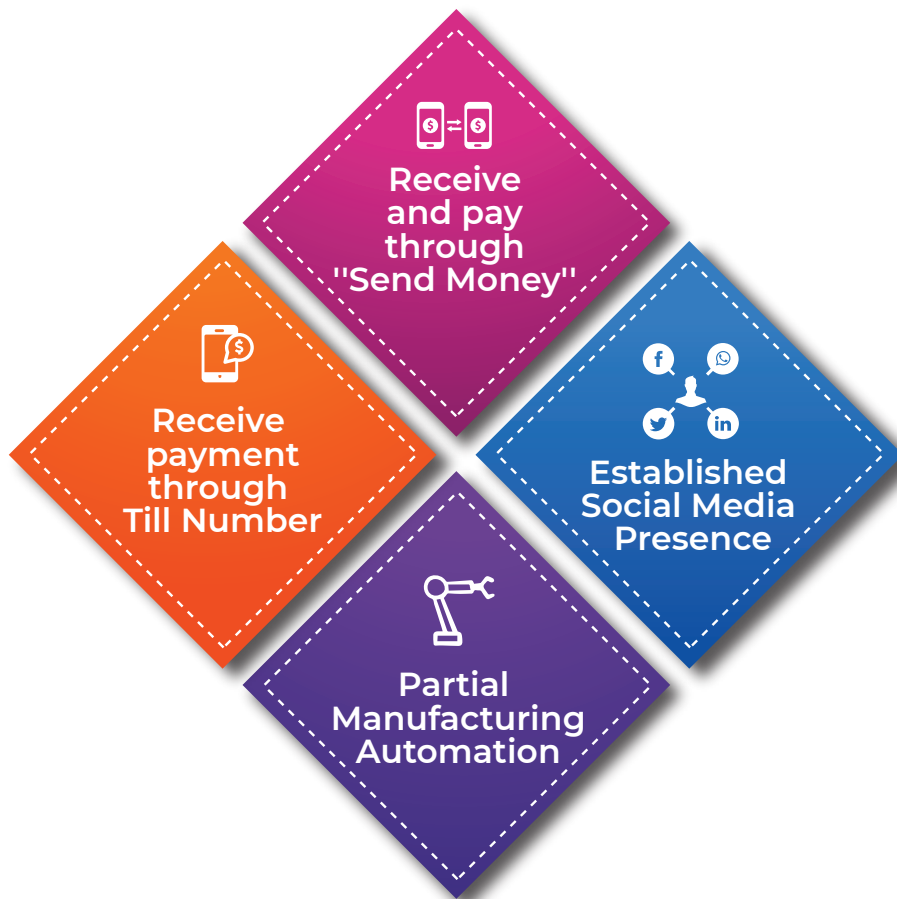 Receive
and pay
through
"Send Money"
Receive
payment
through
Till Number
Established
Social Media
Presence
Partial
Manufacturing
Automation